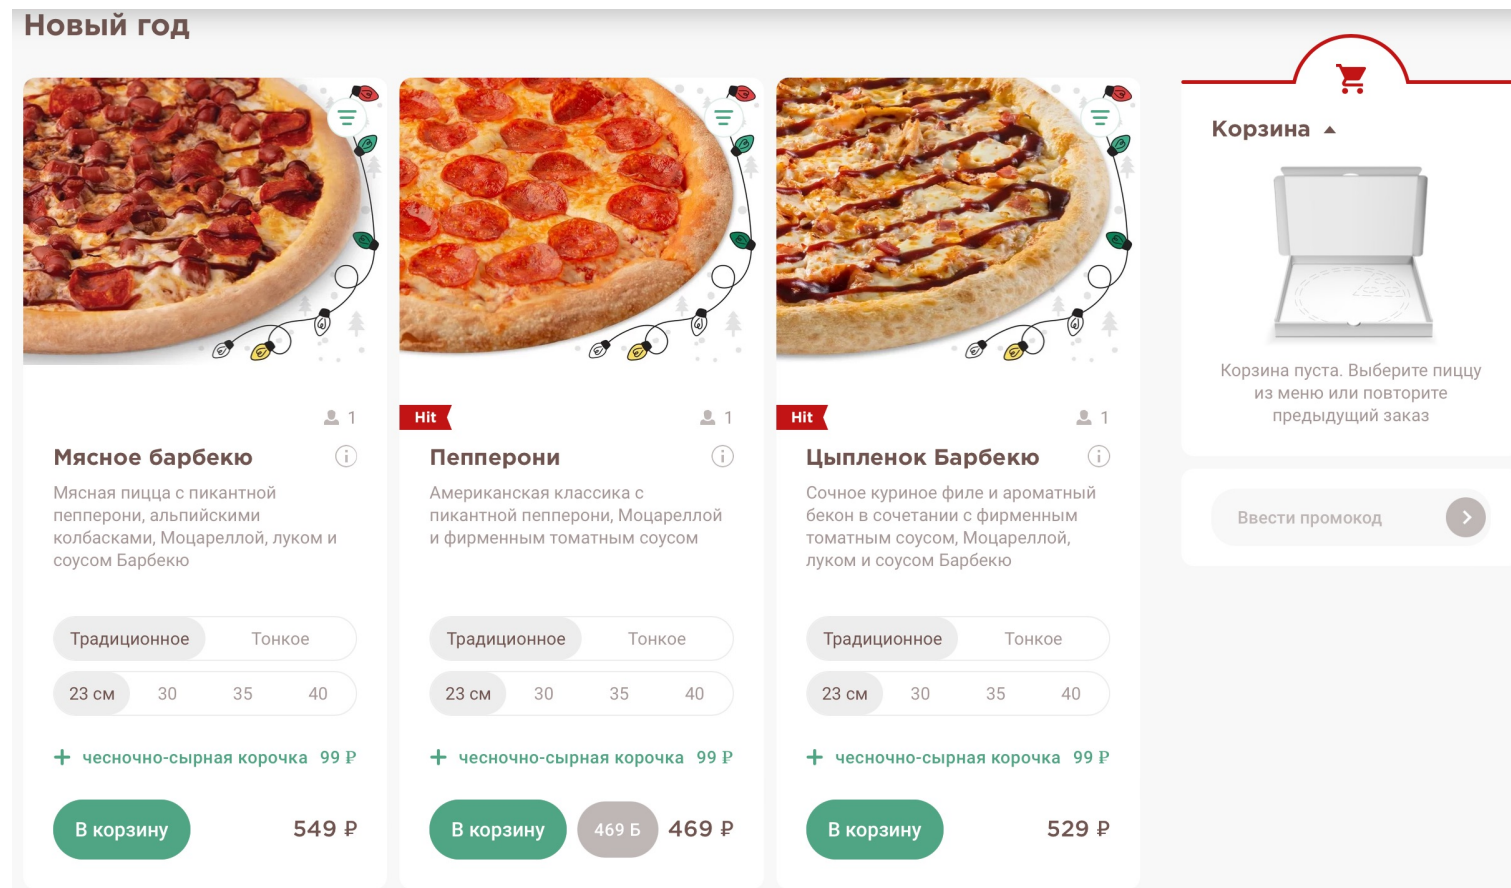 Новый год
1
Мясное барбекю
Мясная пицца с пикантной
пепперони, альпийскими
колбасками, Моцареллой, луком и
соусом Барбекю
Традиционное Тонкое
23 см 30 35 40
+ чесночно-сырная корочка 99 ₽
В корзину 549 ₽
Hit
1
Пепперони
Американская классика с
пикантной пепперони, Моцареллой
и фирменным томатным соусом
Традиционное Тонкое
23 см 30 35 40
+ чесночно-сырная корочка 99 ₽
В корзину 469 Б 469 ₽
Hit
1
Цыпленок Барбекю
Сочное куриное филе и ароматный
бекон в сочетании с фирменным
томатным соусом, Моцареллой,
луком и соусом Барбекю
Традиционное Тонкое
23 см 30 35 40
+ чесночно-сырная корочка 99 ₽
В корзину 529 ₽
Корзина
Корзина пуста. Выберите пиццу
из меню или повторите
предыдущий заказ
Ввести промокод